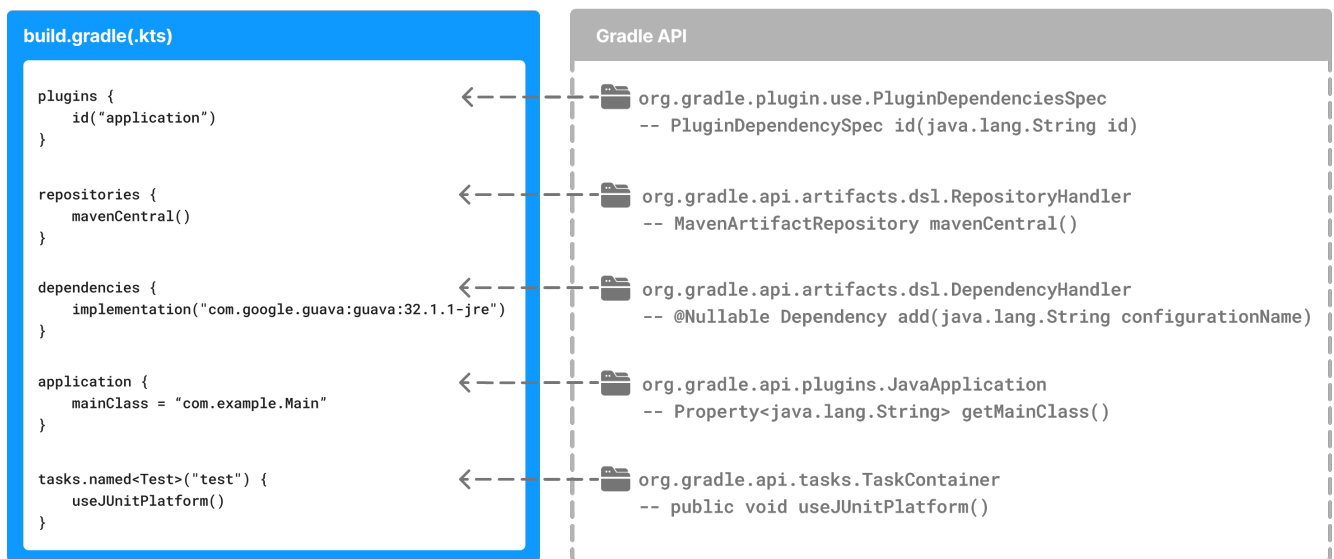 build.gradle(.kts)
plugins {
id(“application”)
}
repositories {
mavenCentral()
}
dependencies {
implementation("com.google.guava:guava:32.1.1-jre")
}
application {
mainClass = “com.example.Main”
}
tasks.named<Test>("test") {
useJUnitPlatform()
}
Gradle API
org.gradle.plugin.use.PluginDependenciesSpec
-- PluginDependencySpec id(java.lang.String id)
org.gradle.api.artifacts.dsl.RepositoryHandler
-- MavenArtifactRepository mavenCentral()
org.gradle.api.artifacts.dsl.DependencyHandler
-- @Nullable Dependency add(java.lang.String configurationName)
org.gradle.api.plugins.JavaApplication
-- Property<java.lang.String> getMainClass()
org.gradle.api.tasks.TaskContainer
-- public void useJUnitPlatform()